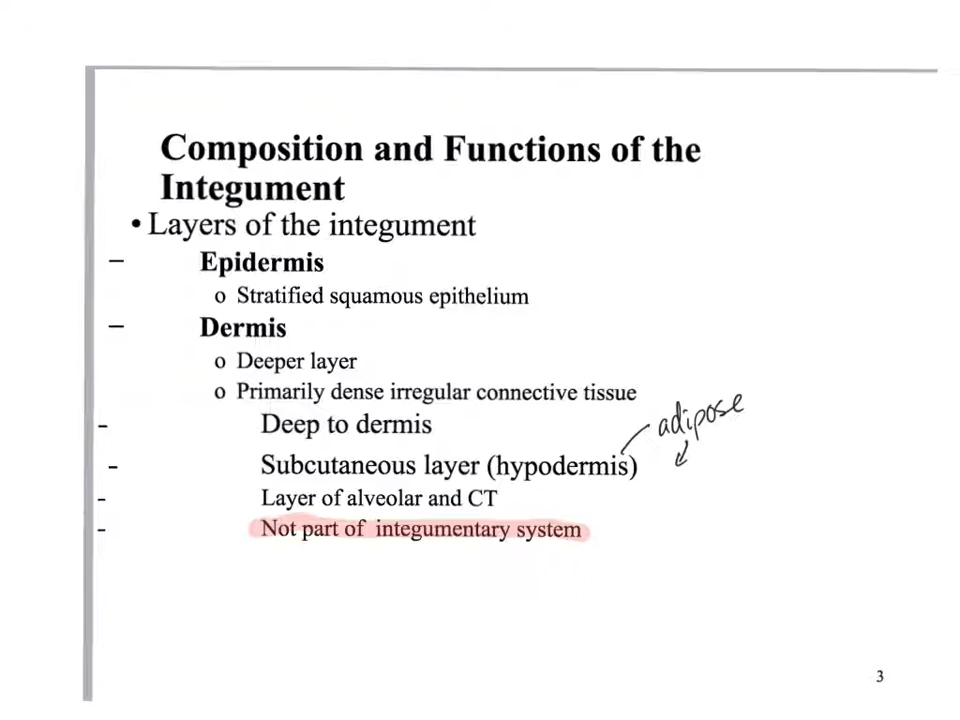 Composition and Functions of the
Integument
• Layers of the integument
– Epidermis
o Stratified squamous epithelium
– Dermis
o Deeper layer
o Primarily dense irregular connective tissue
- Deep to dermis
adipose
- Subcutaneous layer (hypodermis)
- Layer of alveolar and CT
- Not part of integumentary system
3